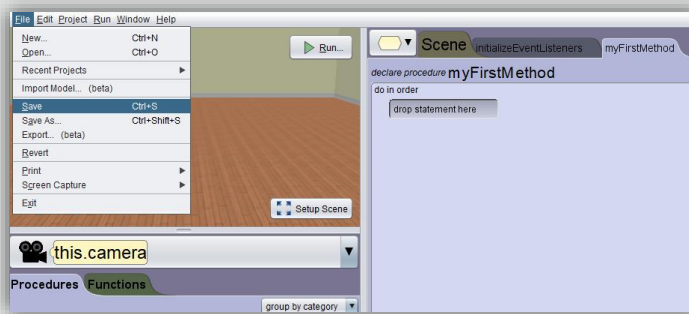 File Edit Project Run Window Help
New... Ctrl+N
Open... Ctrl+O
Recent Projects
Import Model... (beta)
Save Ctrl+S
Save As... Ctrl+Shift+S
Export... (beta)
Revert
Print
Screen Capture
Exit
Run...
Setup Scene
this.camera
Procedures Functions
group by category
Scene initializeEventListeners myFirstMethod
declare procedure myFirstMethod
do in order
drop statement here